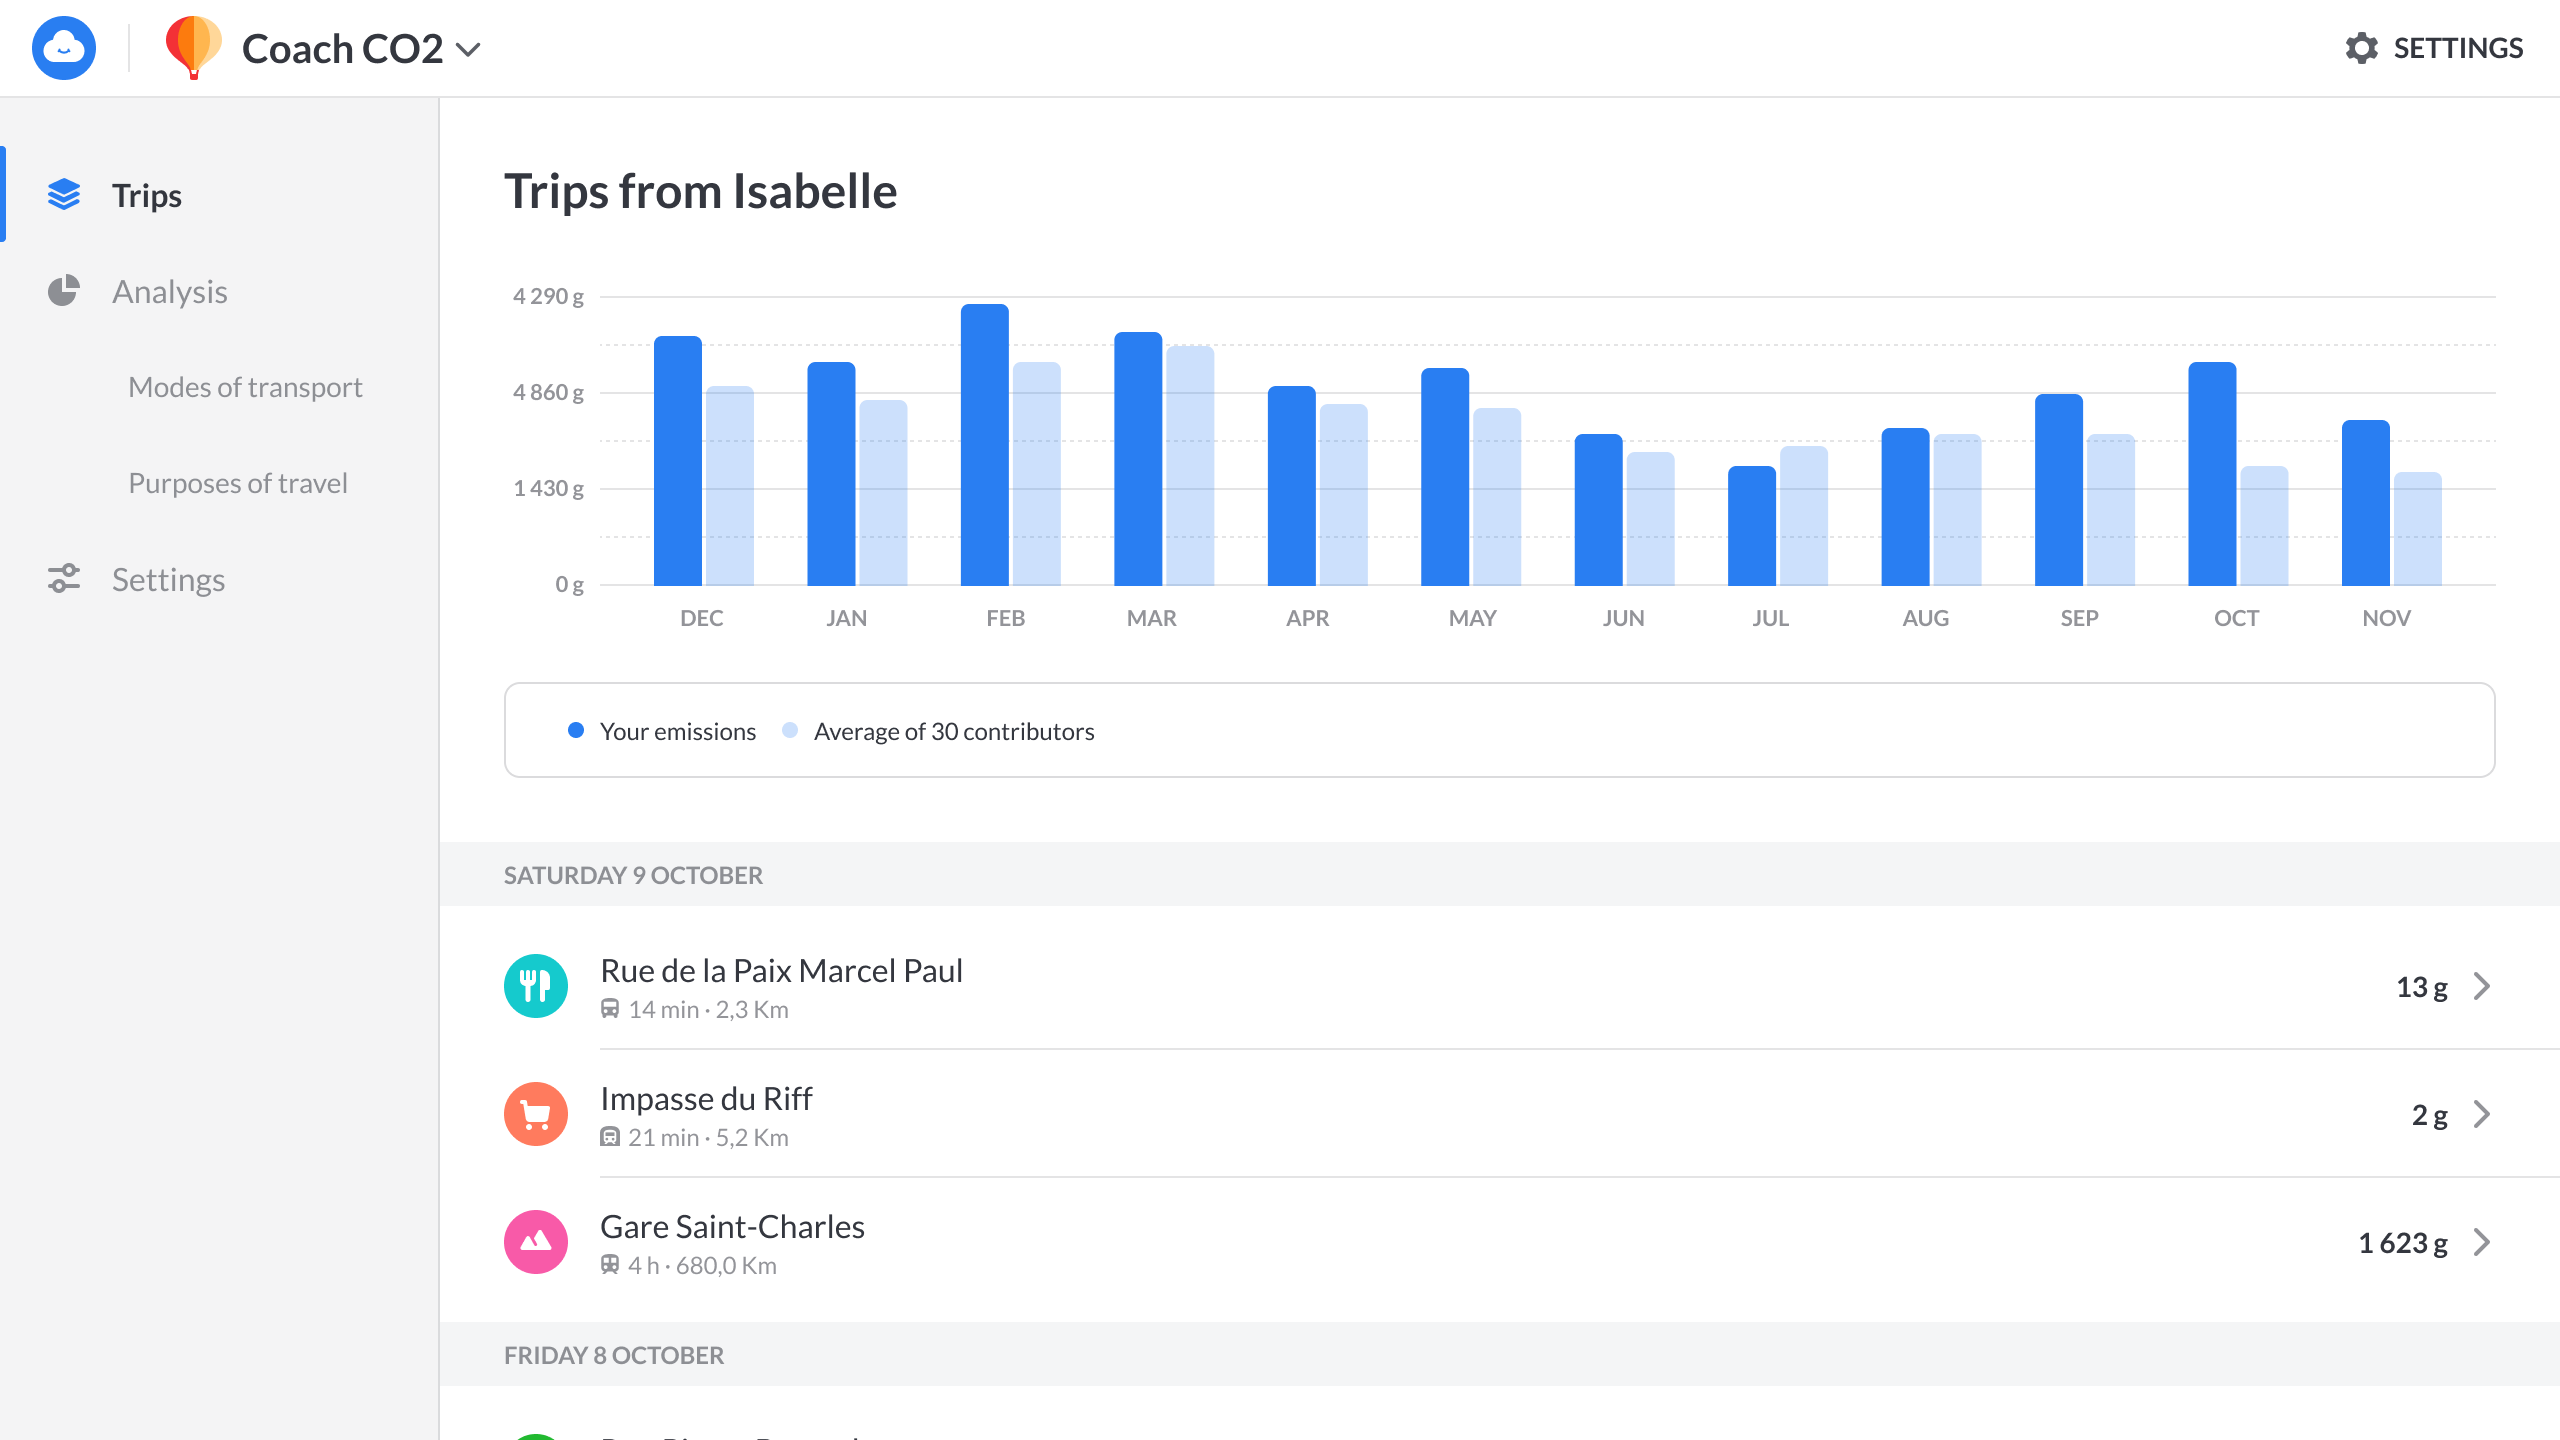 Coach CO2
SETTINGS
Trips
Analysis
Modes of transport
Purposes of travel
Settings
Trips from Isabelle
4 290 g
4 860 g
1 430 g
0 g
DEC JAN FEB MAR APR MAY JUN JUL AUG SEP OCT NOV
Your emissions Average of 30 contributors
SATURDAY 9 OCTOBER
Rue de la Paix Marcel Paul
14 min · 2,3 Km
13 g
Impasse du Riff
21 min · 5,2 Km
2 g
Gare Saint-Charles
4 h · 680,0 Km
1 623 g
FRIDAY 8 OCTOBER